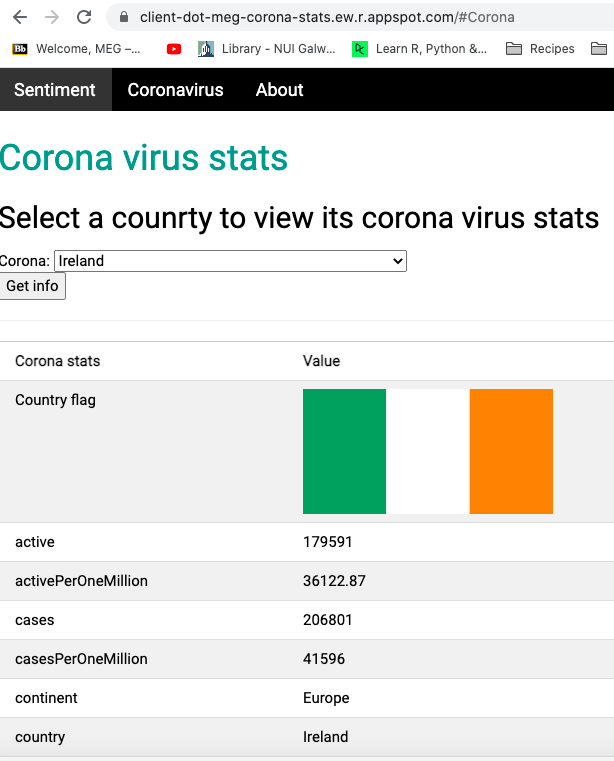 client-dot-meg-corona-stats.ew.r.appspot.com/#Corona
Bb Welcome, MEG –... Library - NUI Galw... DC Learn R, Python &... Recipes
Sentiment Coronavirus About
Corona virus stats
Select a counrty to view its corona virus stats
Corona: Ireland
Get info
Corona stats Value
Country flag
active 179591
activePerOneMillion 36122.87
cases 206801
casesPerOneMillion 41596
continent Europe
country Ireland